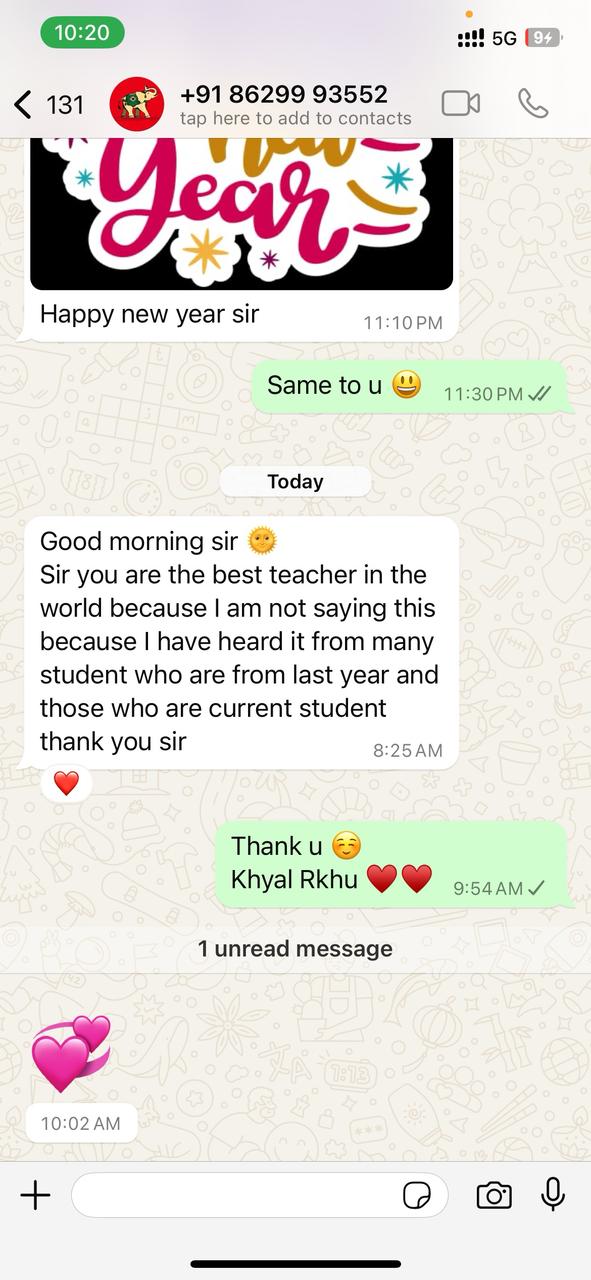 10:20
5G
9
131
+91 86299 93552
tap here to add to contacts
New
year
Happy new year sir
11:10 PM
Same to u 😃
11:30 PM
Today
Good morning sir 🌞
Sir you are the best teacher in the
world because I am not saying this
because I have heard it from many
student who are from last year and
those who are current student
thank you sir
8:25 AM
❤️
Thank u ☺️
Khyal Rkhu ♥️♥️
9:54 AM
1 unread message
💞
10:02 AM